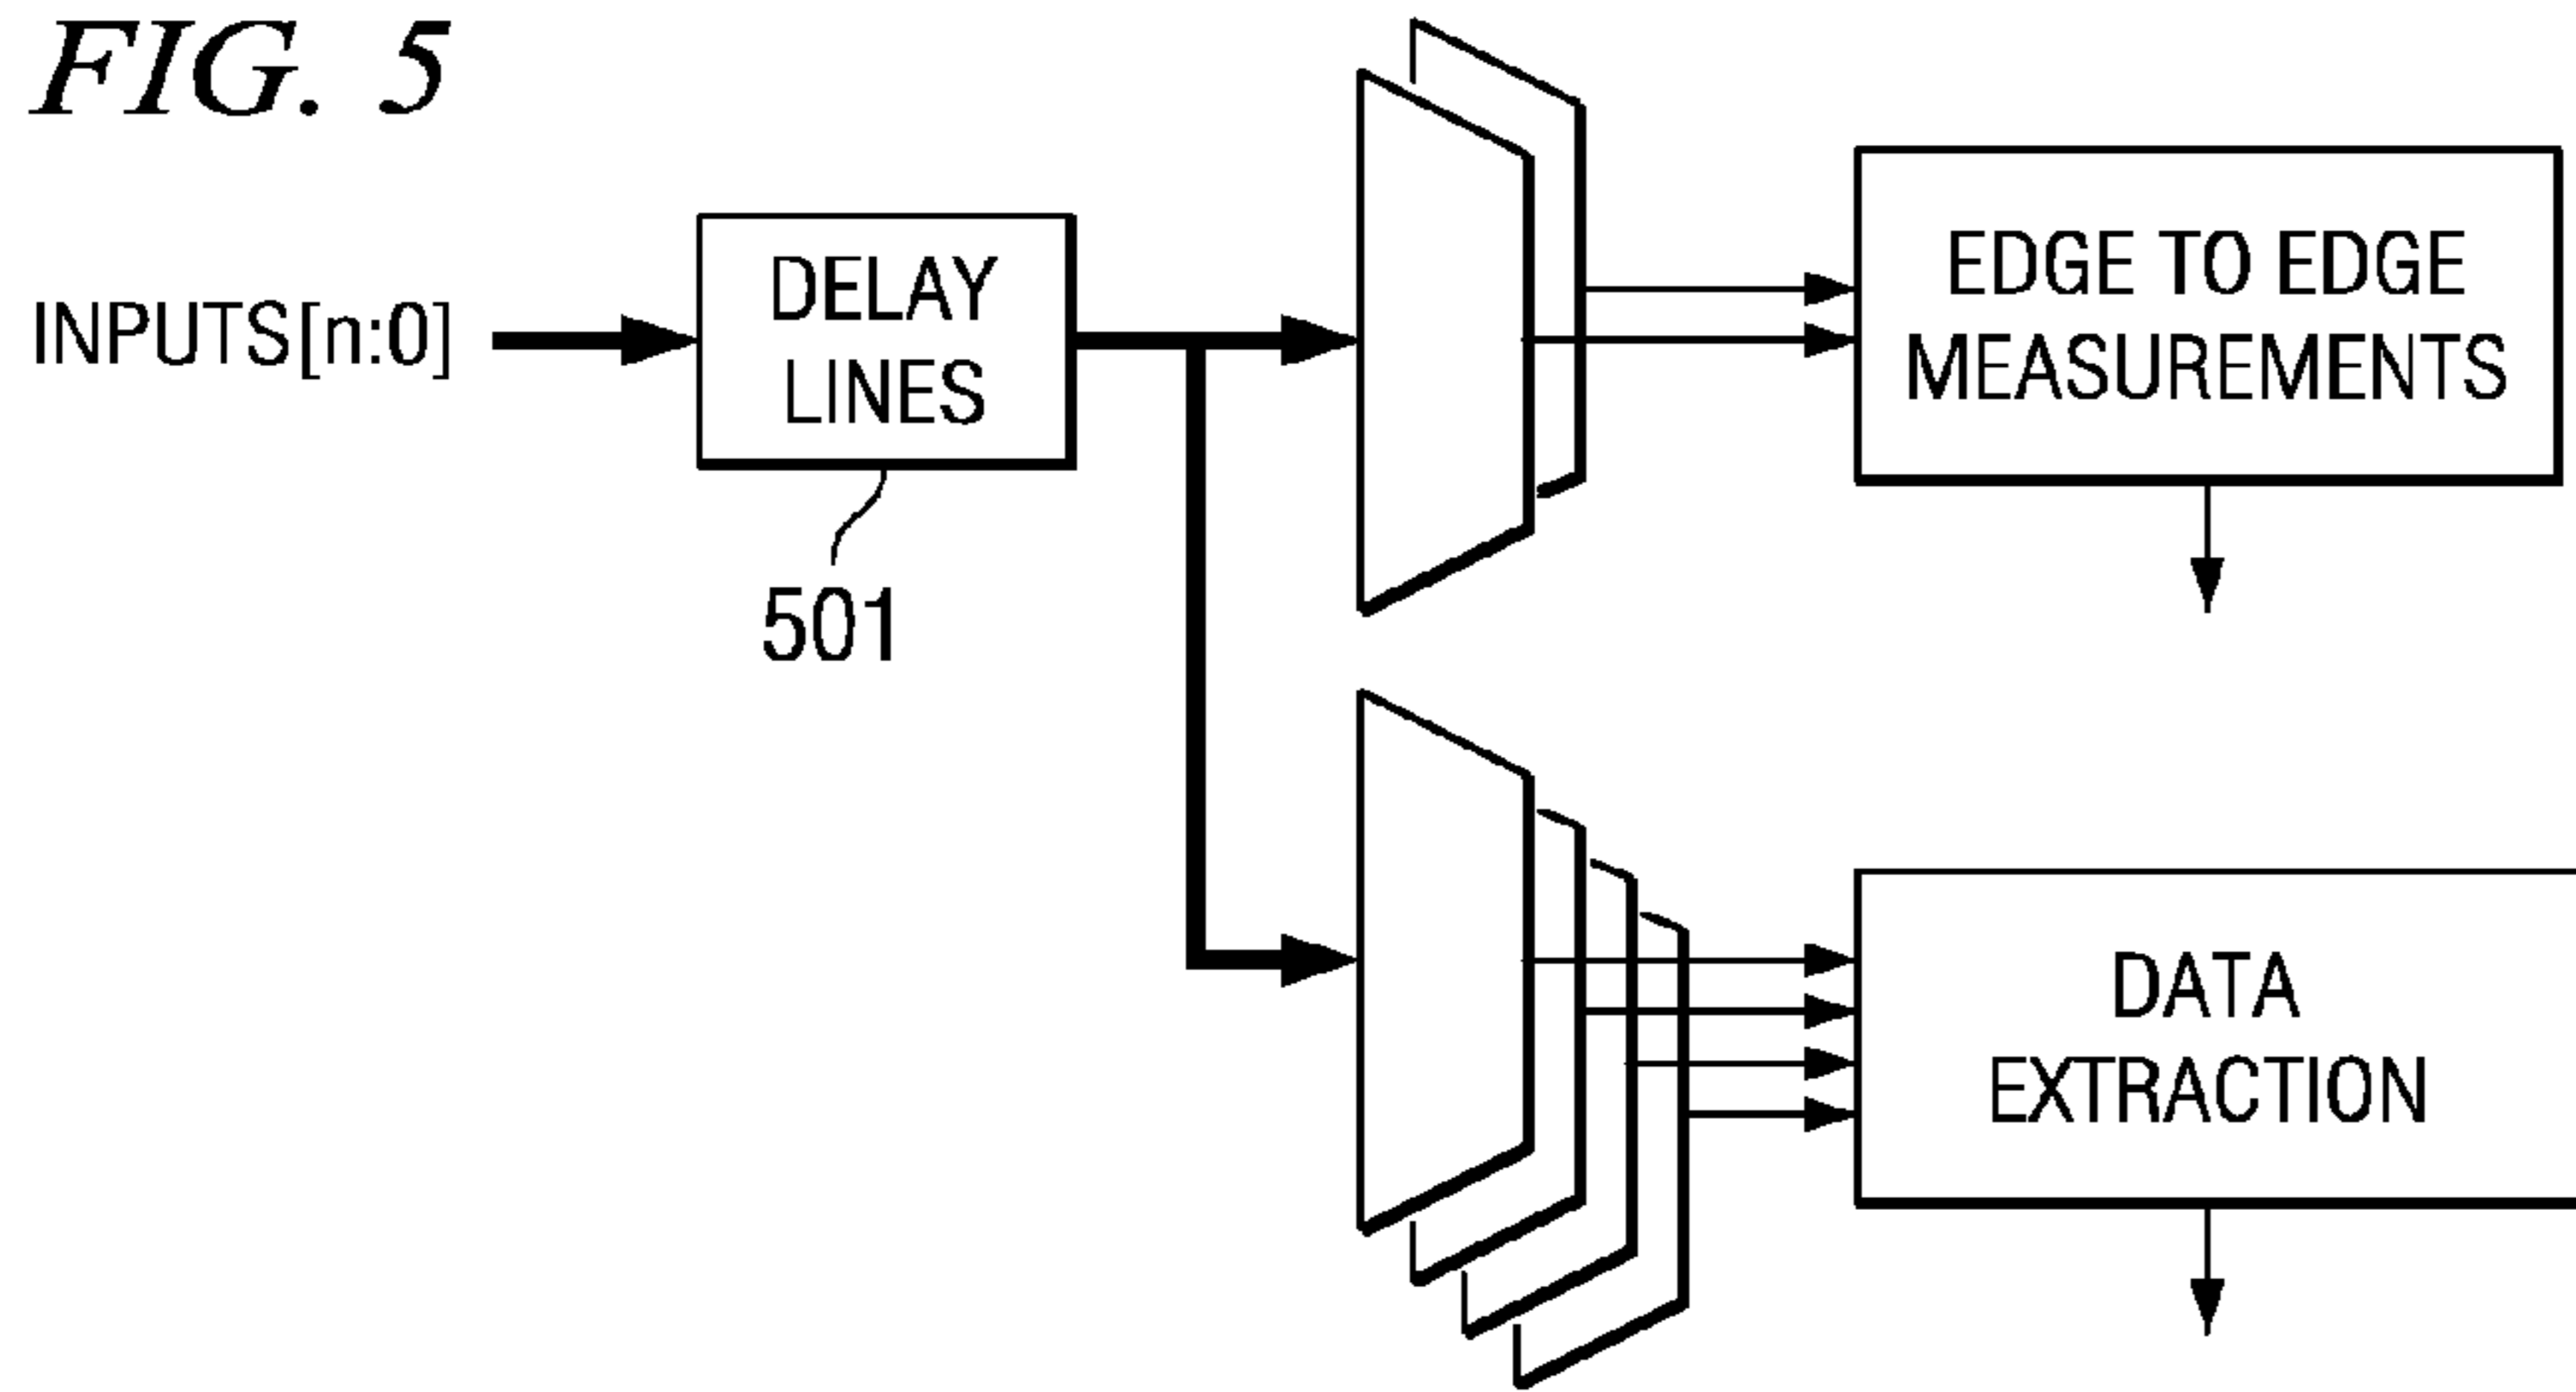 FIG. 5
INPUTS[n:0]
DELAY
LINES
501
EDGE TO EDGE
MEASUREMENTS
DATA
EXTRACTION